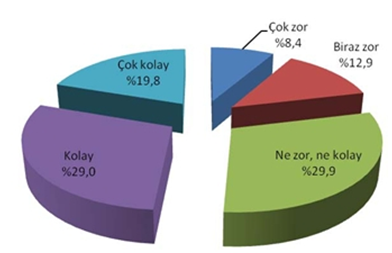 Çok zor
%8,4
Biraz zor
%12,9
Ne zor, ne kolay
%29,9
Kolay
%29,0
Çok kolay
%19,8